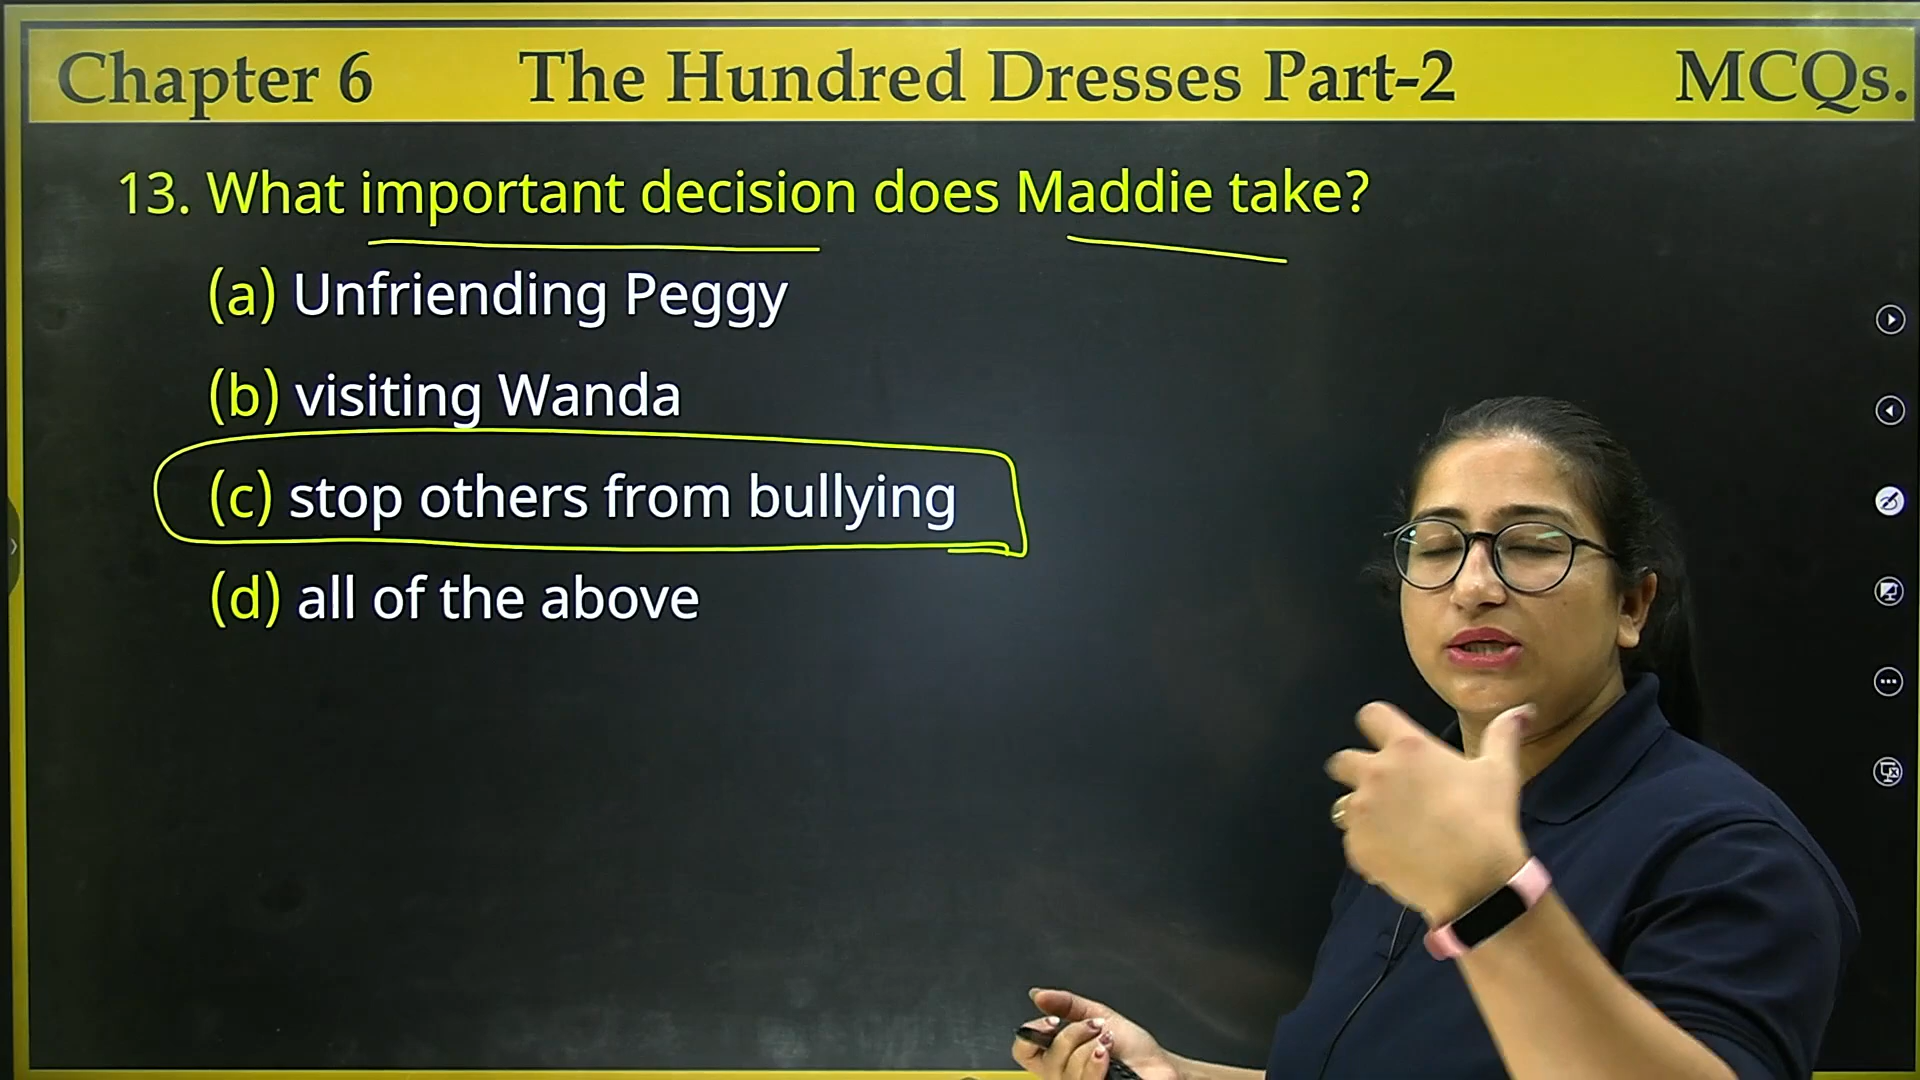 Chapter 6 The Hundred Dresses Part-2 MCQs.
13. What important decision does Maddie take?
(a) Unfriending Peggy
(b) visiting Wanda
(c) stop others from bullying
(d) all of the above